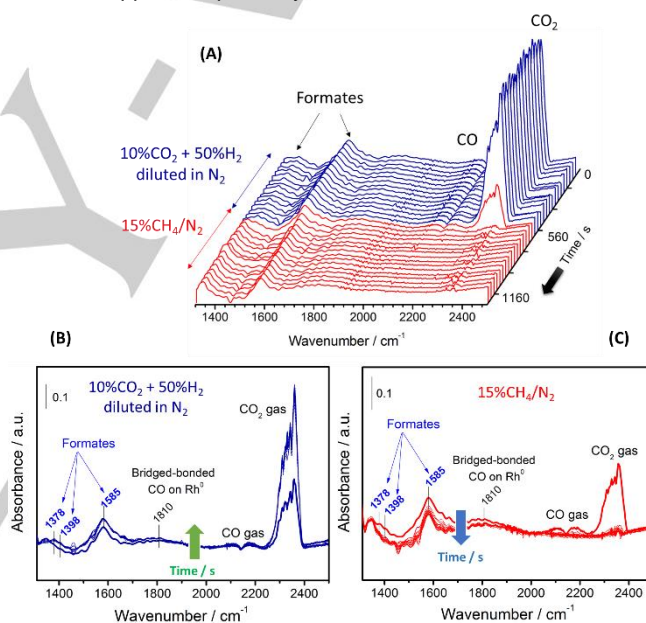 (A)
CO₂
Formates
10%CO₂ + 50%H₂
diluted in N₂
CO
15%CH₄/N₂
0
560
1160
Time / s
1400 1600 1800 2000 2200 2400
Wavenumber / cm⁻¹
(B)
0.1
10%CO₂ + 50%H₂
diluted in N₂
CO₂ gas
Formates
Bridged-bonded
CO on Rh⁰
1378
1398
1585
1810
CO gas
Time / s
Absorbance / a.u.
1400 1600 1800 2000 2200
Wavenumber / cm⁻¹
(C)
0.1
15%CH₄/N₂
Formates
Bridged-bonded
CO on Rh⁰
CO₂ gas
1378
1398
1585
1810
CO gas
Time / s
Absorbance / a.u.
1400 1600 1800 2000 2200 2400
Wavenumber / cm⁻¹